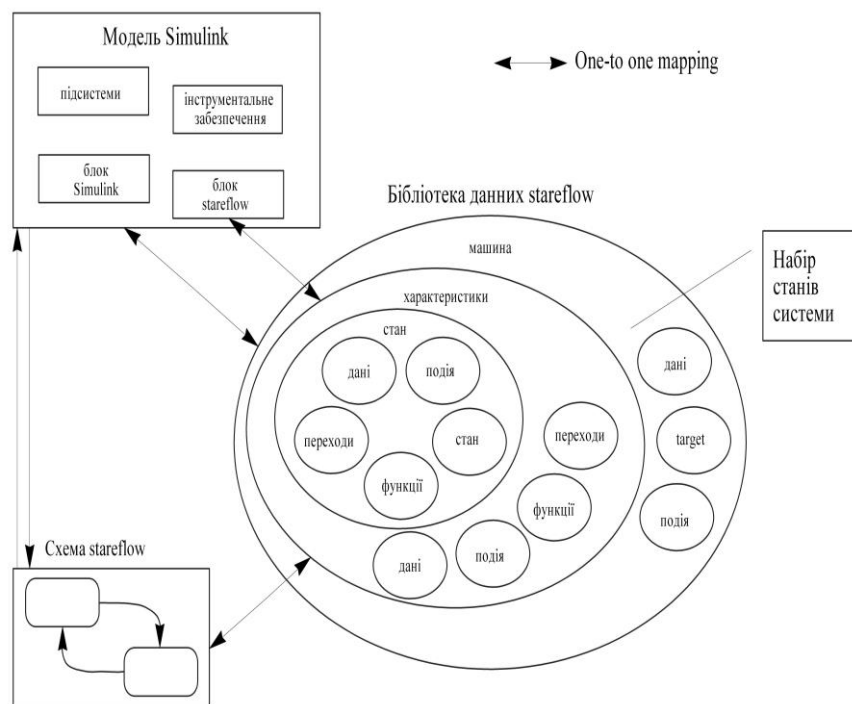 Модель Simulink
підсистеми
інструментальне
забезпечення
блок
Simulink
блок
stareflow
One-to one mapping
Бібліотека данних stareflow
машина
Набір
станів
системи
характеристики
стан
дані
подія
дані
переходи
стан
переходи
target
функції
функції
подія
дані
подія
Схема stareflow